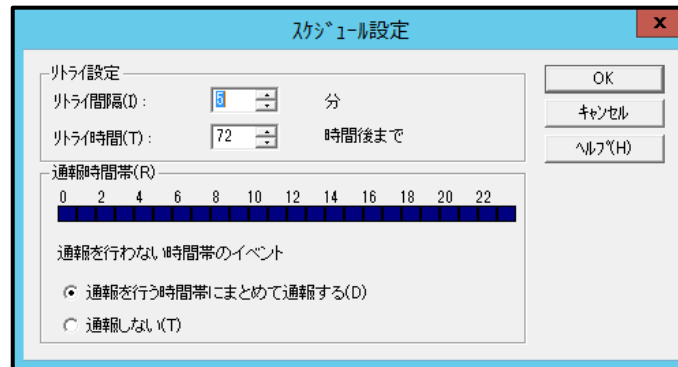 スケジュール設定
x
リトライ設定
リトライ間隔(I) : 5 分
リトライ時間(T) : 72 時間後まで
OK
キャンセル
ヘルプ(H)
通報時間帯(R)
0 2 4 6 8 10 12 14 16 18 20 22
通報を行わない時間帯のイベント
通報を行う時間帯にまとめて通報する(D)
通報しない(T)